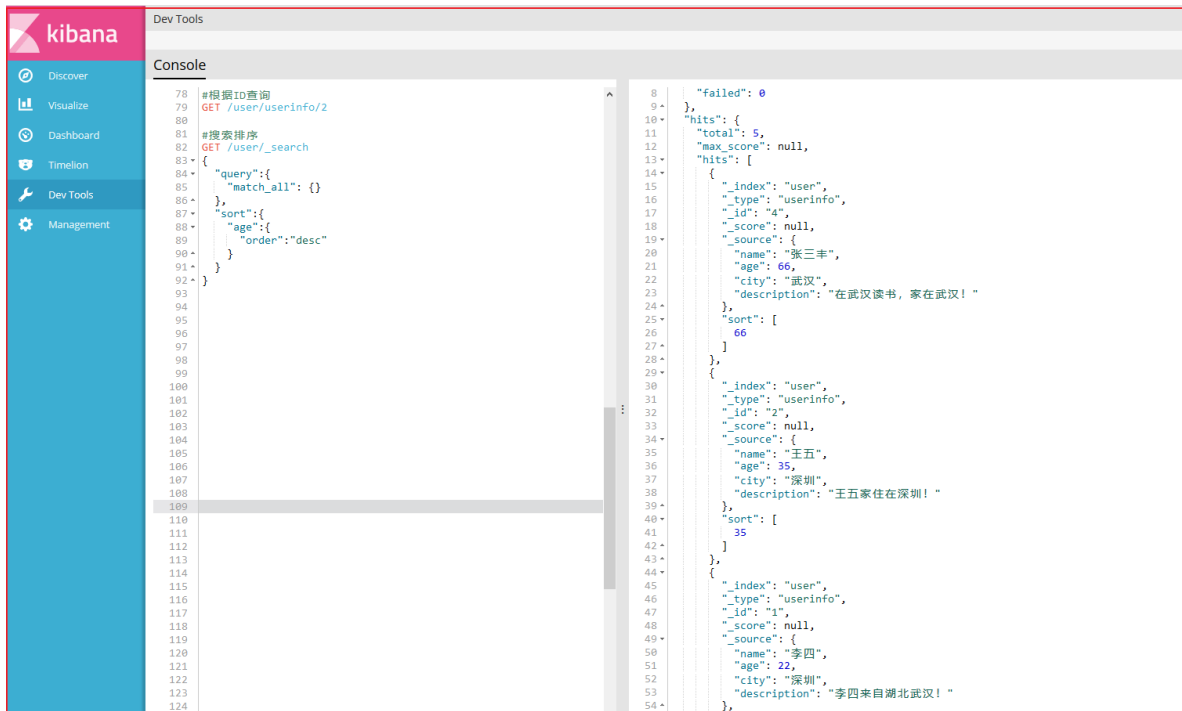 kibana
Discover
Visualize
Dashboard
Timelion
Dev Tools
Management
Dev Tools
Console
78 #根据ID查询
79 GET /user/userinfo/2
80
81 #搜索排序
82 GET /user/_search
83 {
84 "query":{
85 "match_all": {}
86 },
87 "sort":{
88 "age":{
89 "order":"desc"
90 }
91 }
92 }
93
94
95
96
97
98
99
100
101
102
103
104
105
106
107
108
109
110
111
112
113
114
115
116
117
118
119
120
121
122
123
124
8 "failed": 0
9 },
10 "hits": {
11 "total": 5,
12 "max_score": null,
13 "hits": [
14 {
15 "_index": "user",
16 "_type": "userinfo",
17 "_id": "4",
18 "_score": null,
19 "_source": {
20 "name": "张三丰",
21 "age": 66,
22 "city": "武汉",
23 "description": "在武汉读书，家在武汉！"
24 },
25 "sort": [
26 66
27 ]
28 },
29 {
30 "_index": "user",
31 "_type": "userinfo",
32 "_id": "2",
33 "_score": null,
34 "_source": {
35 "name": "王五",
36 "age": 35,
37 "city": "深圳",
38 "description": "王五家住在深圳！"
39 },
40 "sort": [
41 35
42 ]
43 },
44 {
45 "_index": "user",
46 "_type": "userinfo",
47 "_id": "1",
48 "_score": null,
49 "_source": {
50 "name": "李四",
51 "age": 22,
52 "city": "深圳",
53 "description": "李四来自湖北武汉！"
54 },